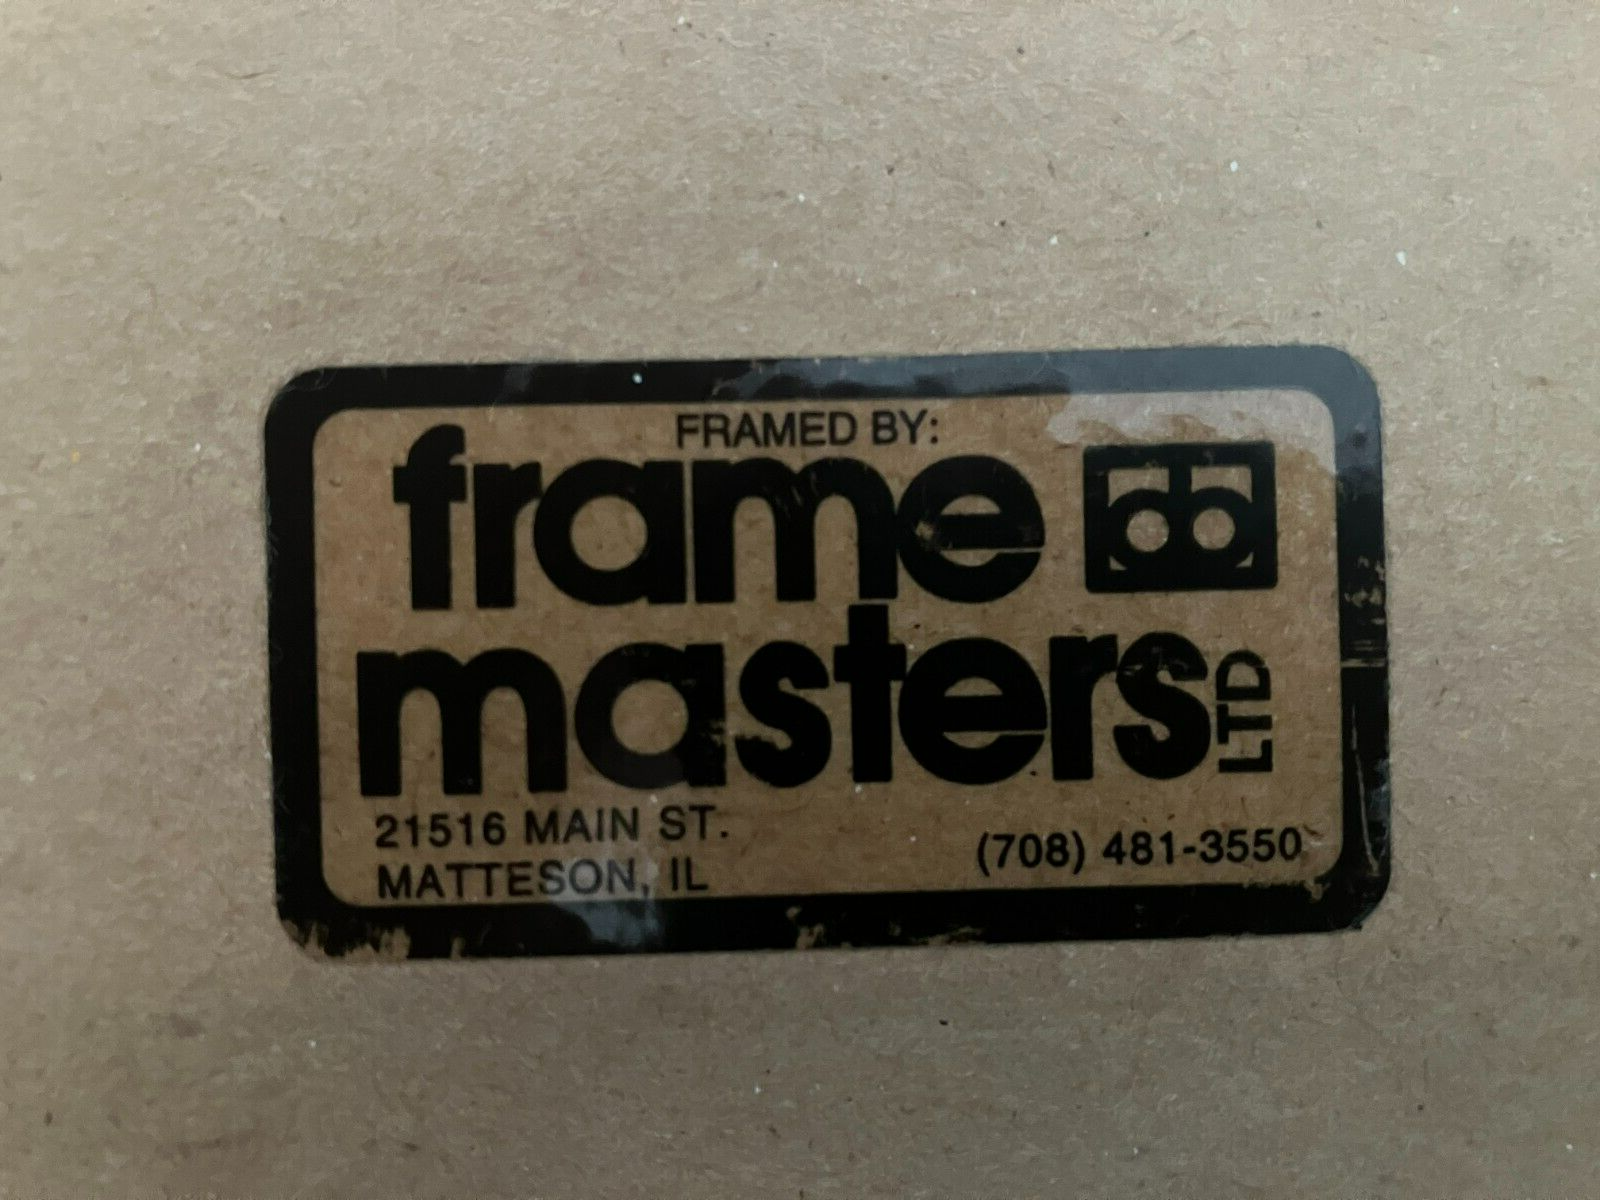 FRAMED BY:
frame
masters LTD
21516 MAIN ST.
MATTESON, IL
(708) 481-3550